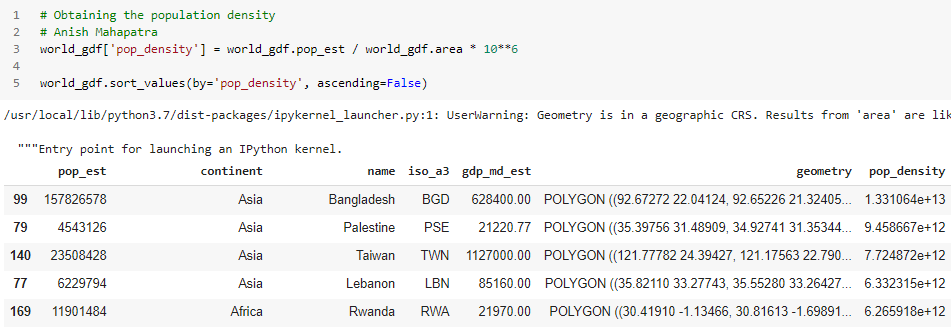 1 # Obtaining the population density
2 # Anish Mahapatra
3 world_gdf['pop_density'] = world_gdf.pop_est / world_gdf.area * 10**6
4
5 world_gdf.sort_values(by='pop_density', ascending=False)
/usr/local/lib/python3.7/dist-packages/ipykernel_launcher.py:1: UserWarning: Geometry is in a geographic CRS. Results from 'area' are lik
"""Entry point for launching an IPython kernel.
pop_est continent name iso_a3 gdp_md_est geometry pop_density
99 157826578 Asia Bangladesh BGD 628400.00 POLYGON ((92.67272 22.04124, 92.65226 21.32405... 1.331064e+13
79 4543126 Asia Palestine PSE 21220.77 POLYGON ((35.39756 31.48909, 34.92741 31.35344... 9.458667e+12
140 23508428 Asia Taiwan TWN 1127000.00 POLYGON ((121.77782 24.39427, 121.17563 22.790... 7.724872e+12
77 6229794 Asia Lebanon LBN 85160.00 POLYGON ((35.82110 33.27743, 35.55280 33.26427... 6.332315e+12
169 11901484 Africa Rwanda RWA 21970.00 POLYGON ((30.41910 -1.13466, 30.81613 -1.69891... 6.265918e+12